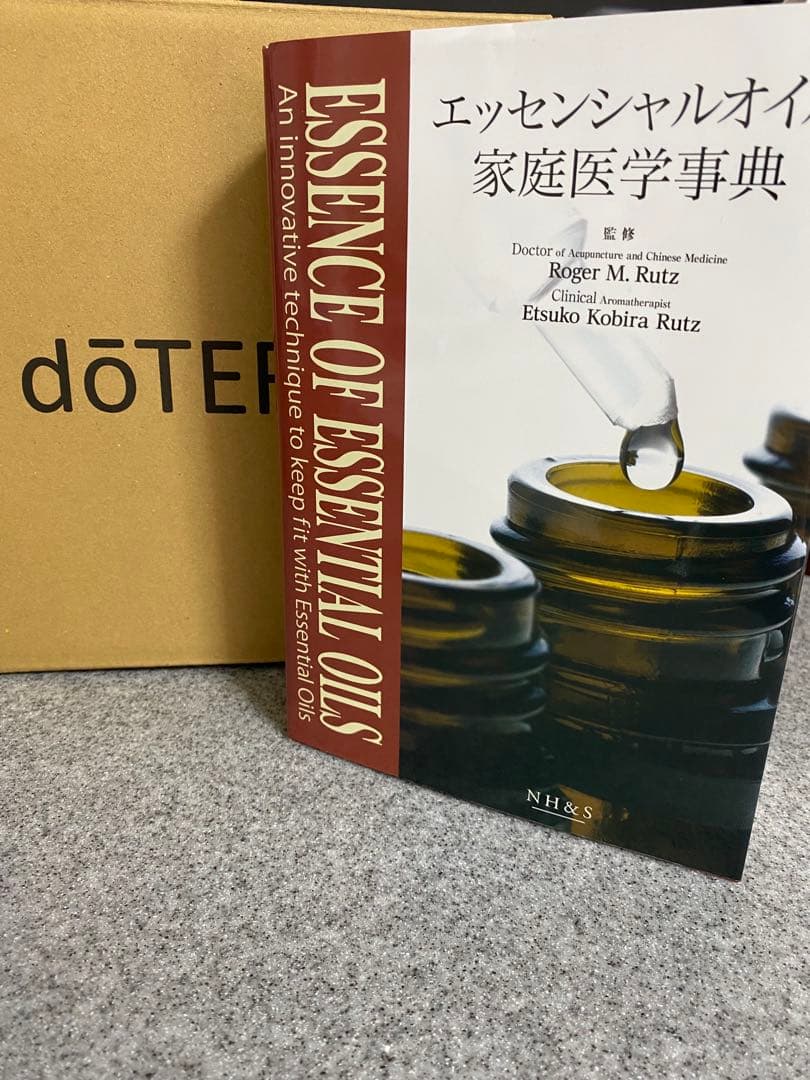 dōTER
ESSENCE OF ESSENTIAL OILS
An innovative technique to keep fit with Essential Oils
エッセンシャルオイル
家庭医学事典
監修
Doctor of Acupuncture and Chinese Medicine
Roger M. Rutz
Clinical Aromatherapist
Etsuko Kobira Rutz
NH&S